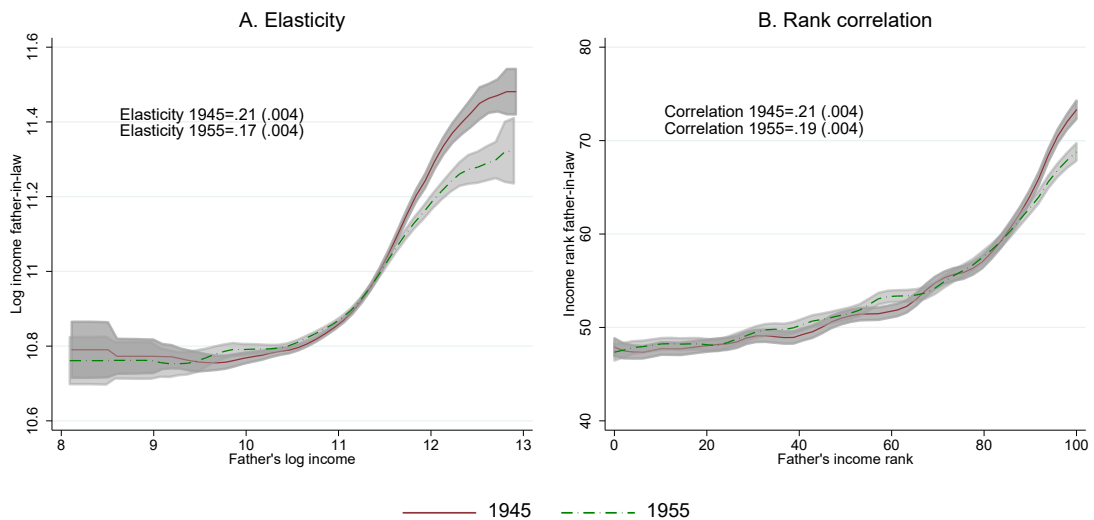 A. Elasticity
Log income father-in-law
11.6
11.4
11.2
11
10.8
10.6
Elasticity 1945=.21 (.004)
Elasticity 1955=.17 (.004)
8 9 10 11 12 13
Father's log income
B. Rank correlation
Income rank father-in-law
80
70
60
50
40
Correlation 1945=.21 (.004)
Correlation 1955=.19 (.004)
0 20 40 60 80 100
Father's income rank
1945 1955